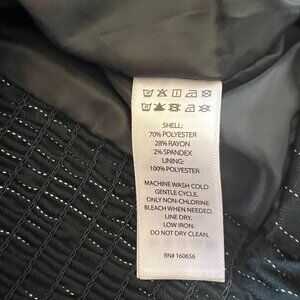 SHELL:
70% POLYESTER
28% RAYON
2% SPANDEX
LINING:
100% POLYESTER
MACHINE WASH COLD
GENTLE CYCLE.
ONLY NON-CHLORINE
BLEACH WHEN NEEDED.
LINE DRY.
LOW IRON.
DO NOT DRY CLEAN.
RN# 160656